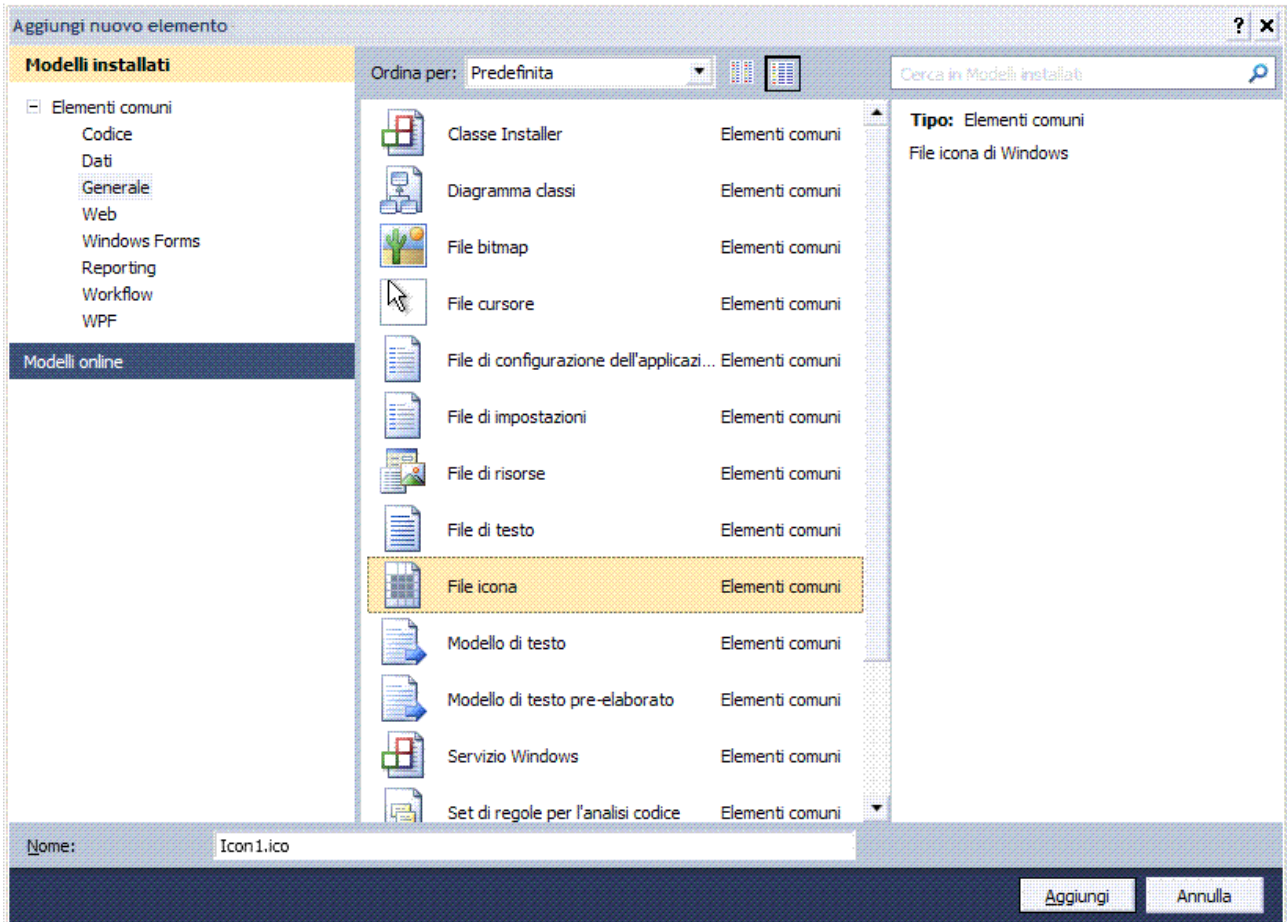 Aggiungi nuovo elemento
? x
Modelli installati
Elementi comuni
Codice
Dati
Generale
Web
Windows Forms
Reporting
Workflow
WPF
Modelli online
Ordina per: Predefinita
Cerca in Modelli installati
Classe Installer Elementi comuni
Diagramma classi Elementi comuni
File bitmap Elementi comuni
File cursore Elementi comuni
File di configurazione dell'applicazi... Elementi comuni
File di impostazioni Elementi comuni
File di risorse Elementi comuni
File di testo Elementi comuni
File icona Elementi comuni
Modello di testo Elementi comuni
Modello di testo pre-elaborato Elementi comuni
Servizio Windows Elementi comuni
Set di regole per l'analisi codice Elementi comuni
Tipo: Elementi comuni
File icona di Windows
Nome: Icon1.ico
Aggiungi Annulla